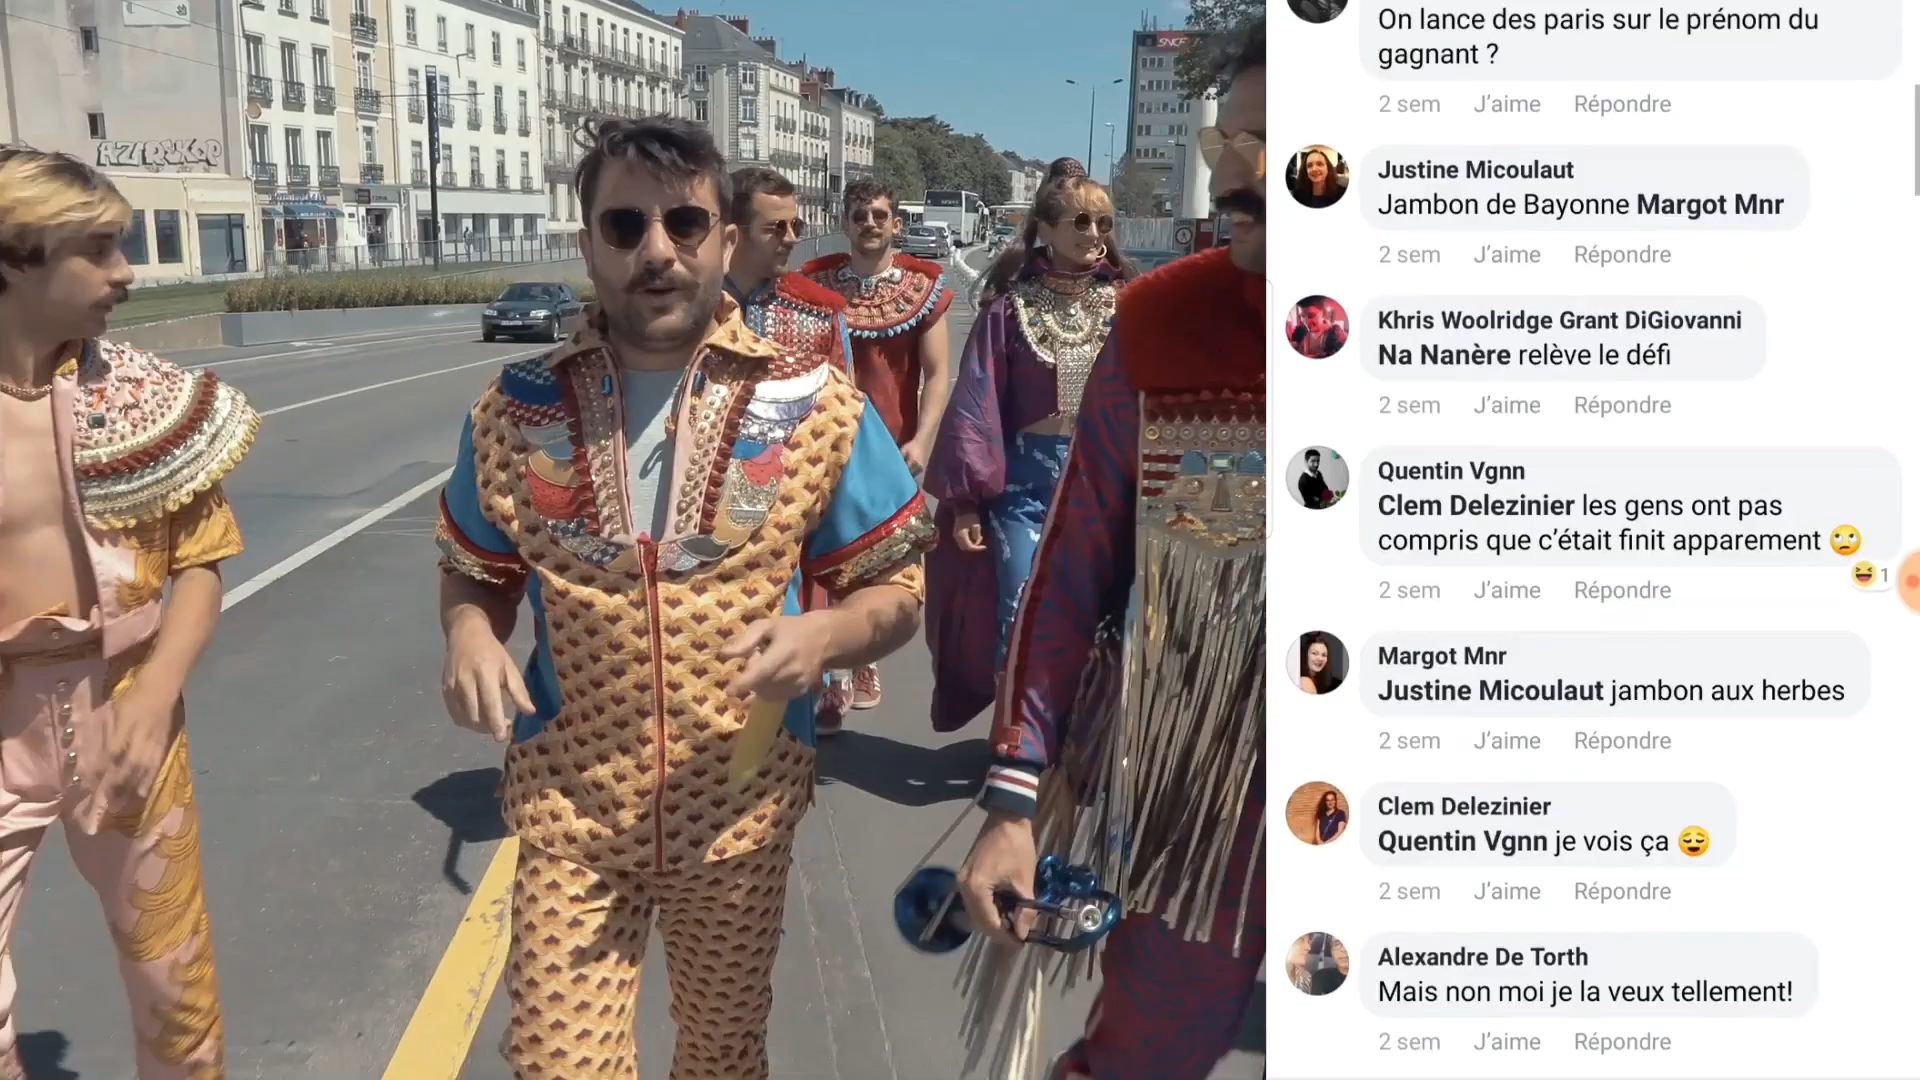 AZUREKOP
SNCF
On lance des paris sur le prénom du
gagnant ?
2 sem J'aime Répondre
Justine Micoulaut
Jambon de Bayonne Margot Mnr
2 sem J'aime Répondre
Khris Woolridge Grant DiGiovanni
Na Nanère relève le défi
2 sem J'aime Répondre
Quentin Vgnn
Clem Delezinier les gens ont pas
compris que c'était finit apparement 🙄
😆 1
2 sem J'aime Répondre
Margot Mnr
Justine Micoulaut jambon aux herbes
2 sem J'aime Répondre
Clem Delezinier
Quentin Vgnn je vois ça 😌
2 sem J'aime Répondre
Alexandre De Torth
Mais non moi je la veux tellement!
2 sem J'aime Répondre